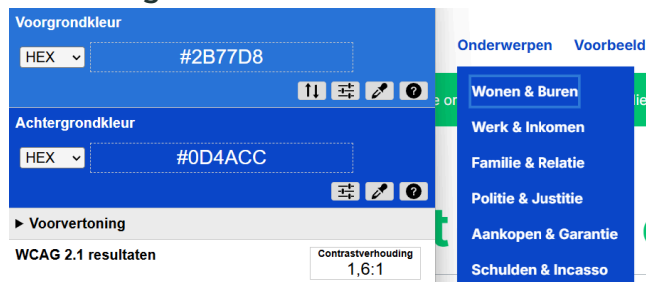 Voorgrondkleur
HEX
#2B77D8
Achtergrondkleur
HEX
#0D4ACC
Voorvertoning
WCAG 2.1 resultaten
Contrastverhouding
1,6:1
Onderwerpen Voorbeeld
Wonen & Buren
Werk & Inkomen
Familie & Relatie
Politie & Justitie
Aankopen & Garantie
Schulden & Incasso